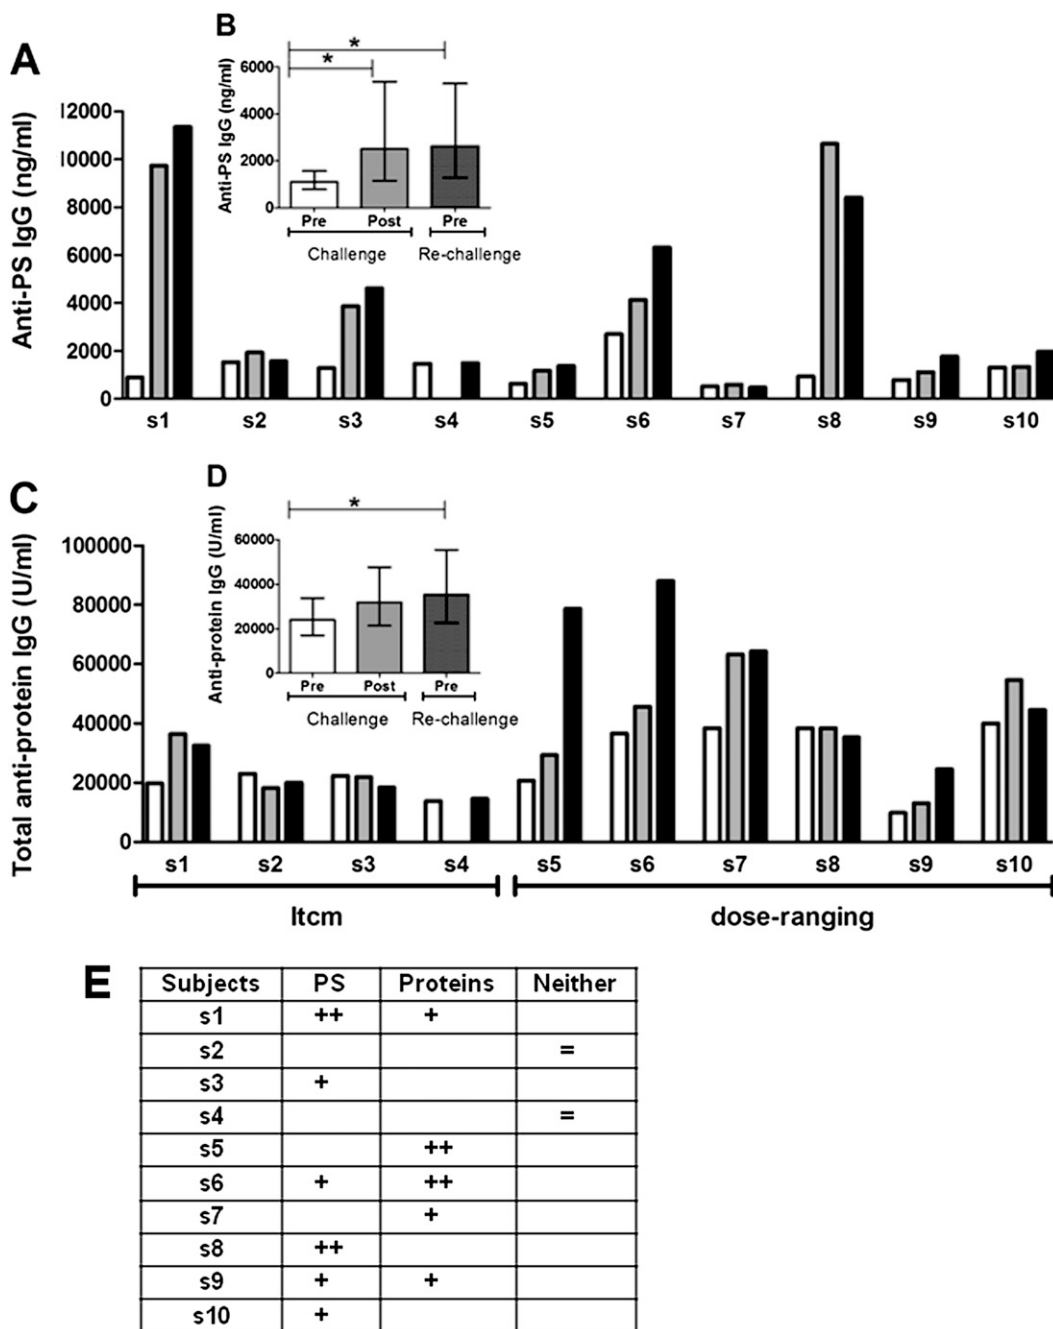 A
B
Anti-PS IgG (ng/ml)
12000
10000
8000
6000
4000
2000
0
s1 s2 s3 s4 s5 s6 s7 s8 s9 s10
Anti-PS IgG (ng/ml)
6000
4000
2000
0
*
*
Pre Post Pre
Challenge Re-challenge
C
D
Total anti-protein IgG (U/ml)
100000
80000
60000
40000
20000
0
s1 s2 s3 s4 s5 s6 s7 s8 s9 s10
ltcm dose-ranging
Anti-protein IgG (U/ml)
60000
40000
20000
0
*
Pre Post Pre
Challenge Re-challenge
E
Subjects PS Proteins Neither
s1 ++ +
s2 =
s3 +
s4 =
s5 ++
s6 + ++
s7 +
s8 ++
s9 + +
s10 +